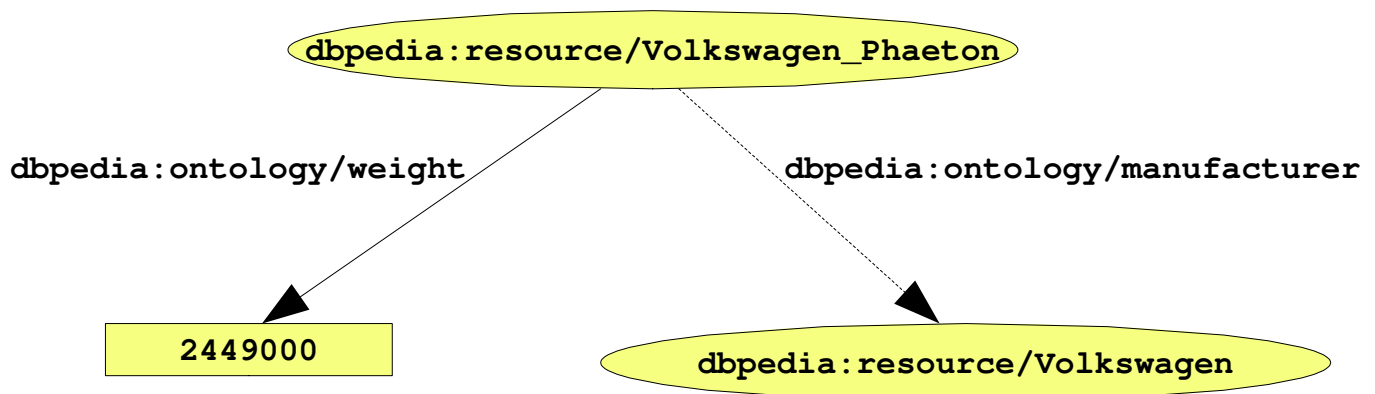 dbpedia:resource/Volkswagen_Phaeton
dbpedia:ontology/weight
dbpedia:ontology/manufacturer
2449000
dbpedia:resource/Volkswagen